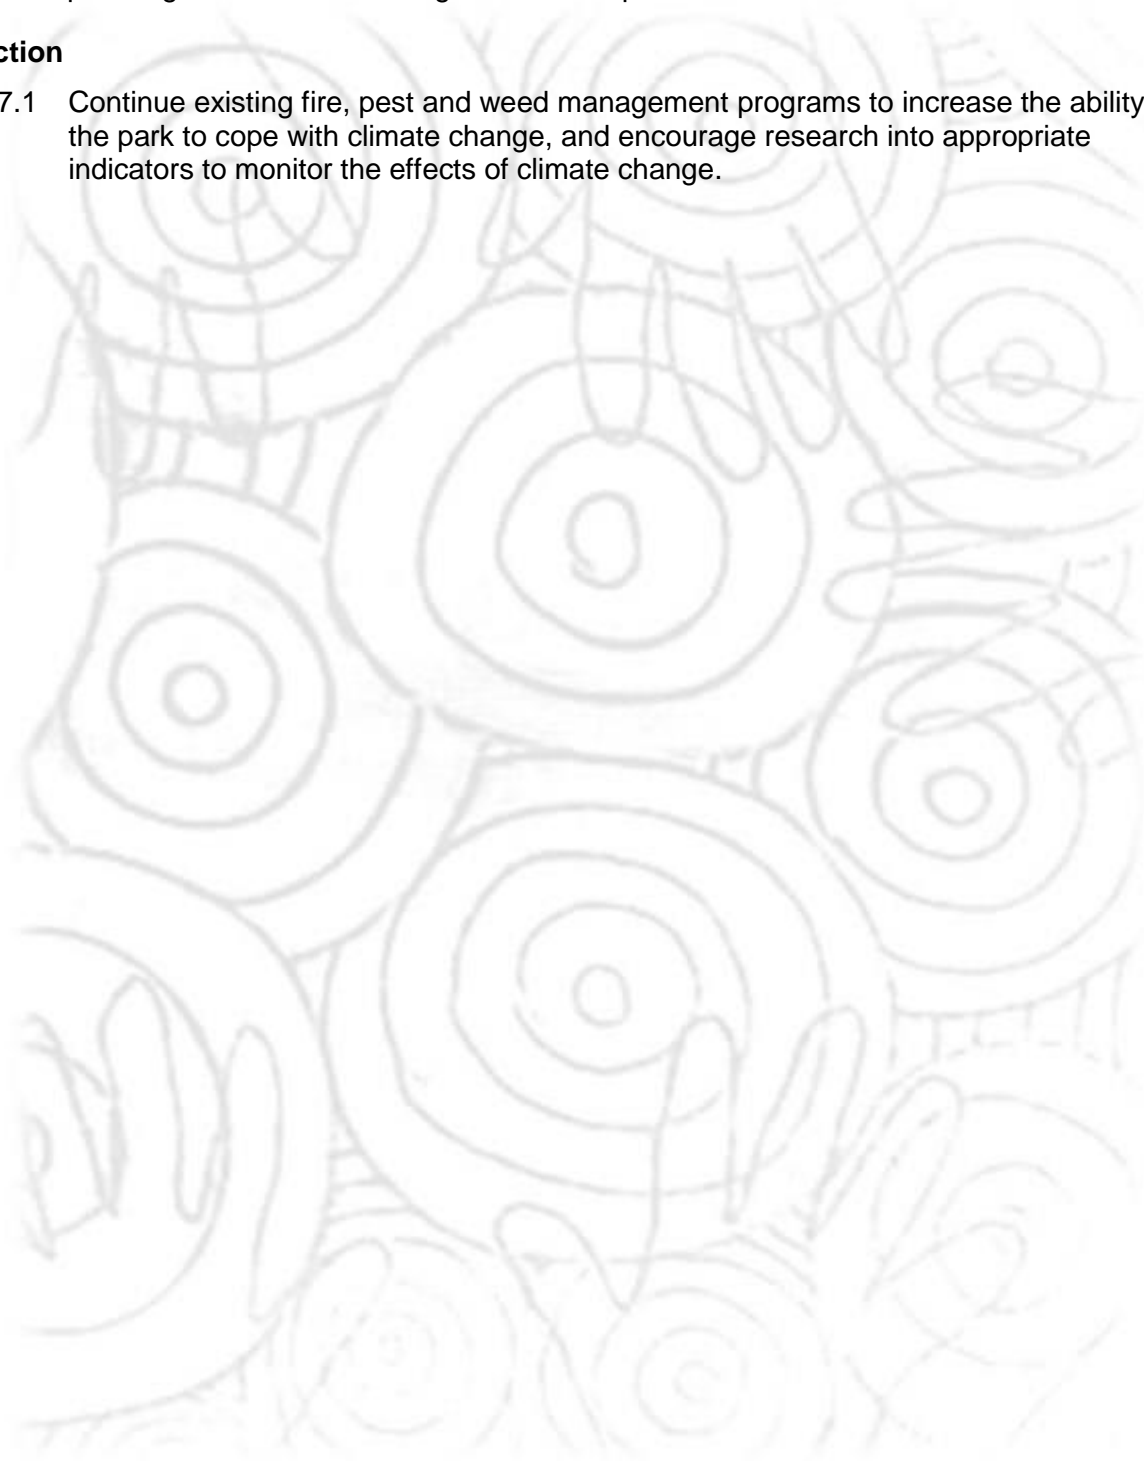 ction
7.1 Continue existing fire, pest and weed management programs to increase the ability
the park to cope with climate change, and encourage research into appropriate
indicators to monitor the effects of climate change.